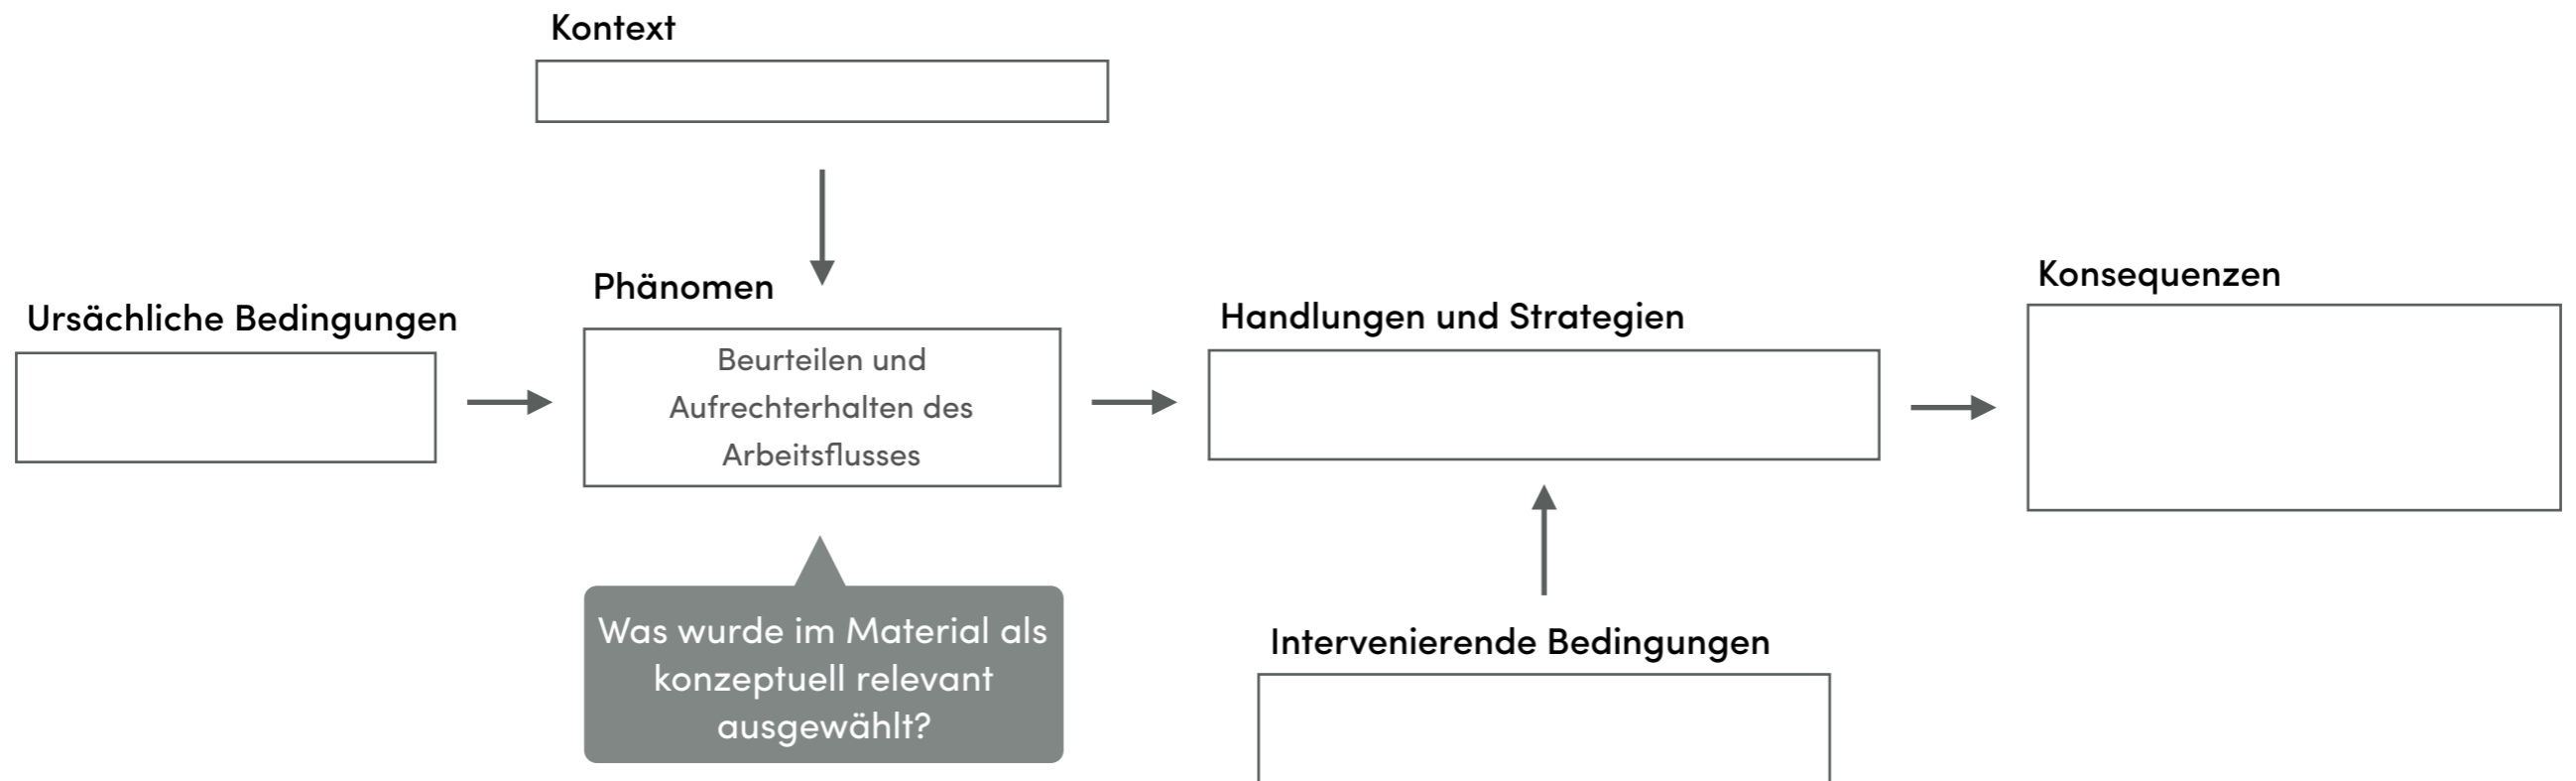 Kontext
Phänomen
Ursächliche Bedingungen
Beurteilen und
Aufrechterhalten des
Arbeitsflusses
Handlungen und Strategien
Konsequenzen
Was wurde im Material als
konzeptuell relevant
ausgewählt?
Intervenierende Bedingungen